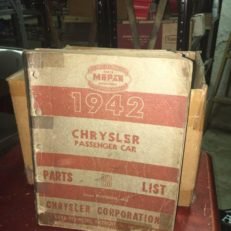 MOPAR
1942
CHRYSLER
PASSENGER CAR
PARTS LIST
CHRYSLER CORPORATION